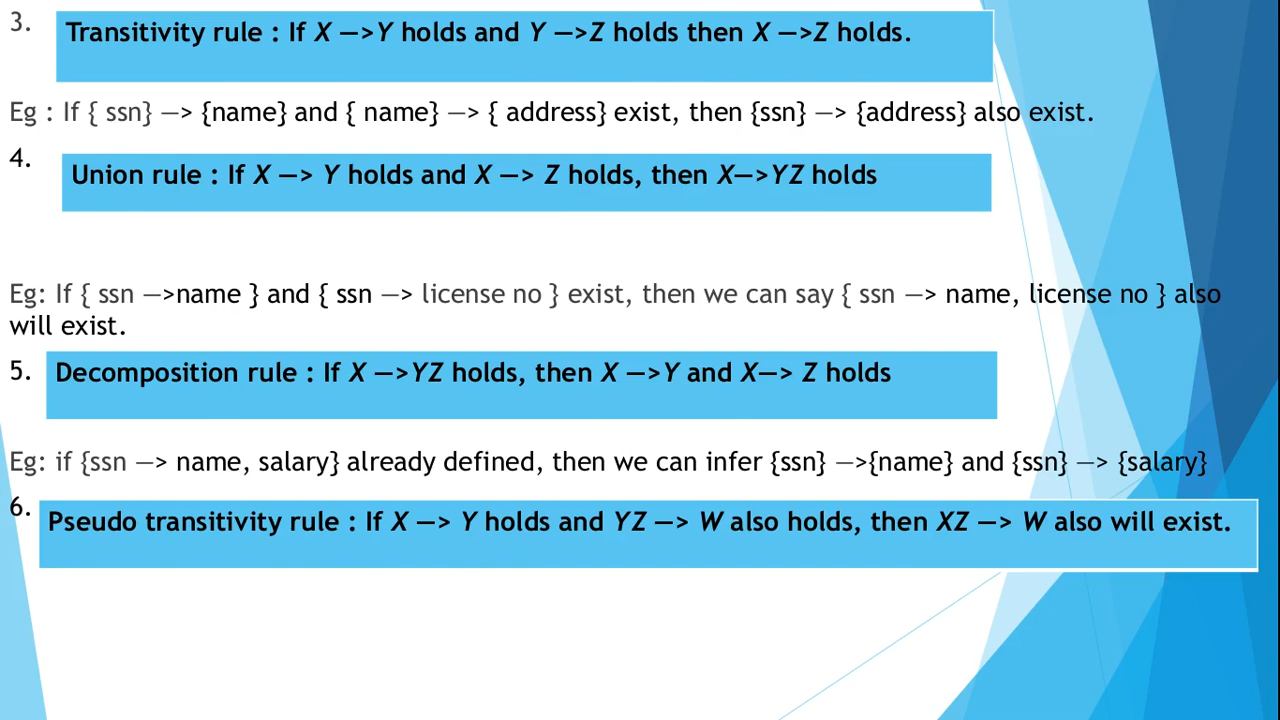 3.
Transitivity rule : If X —>Y holds and Y —>Z holds then X —>Z holds.
Eg : If { ssn} —> {name} and { name} —> { address} exist, then {ssn} —> {address} also exist.
4.
Union rule : If X —> Y holds and X —> Z holds, then X—>YZ holds
Eg: If { ssn —>name } and { ssn —> license no } exist, then we can say { ssn —> name, license no } also
will exist.
5.
Decomposition rule : If X —>YZ holds, then X —>Y and X—> Z holds
Eg: if {ssn —> name, salary} already defined, then we can infer {ssn} —>{name} and {ssn} —> {salary}
6.
Pseudo transitivity rule : If X —> Y holds and YZ —> W also holds, then XZ —> W also will exist.